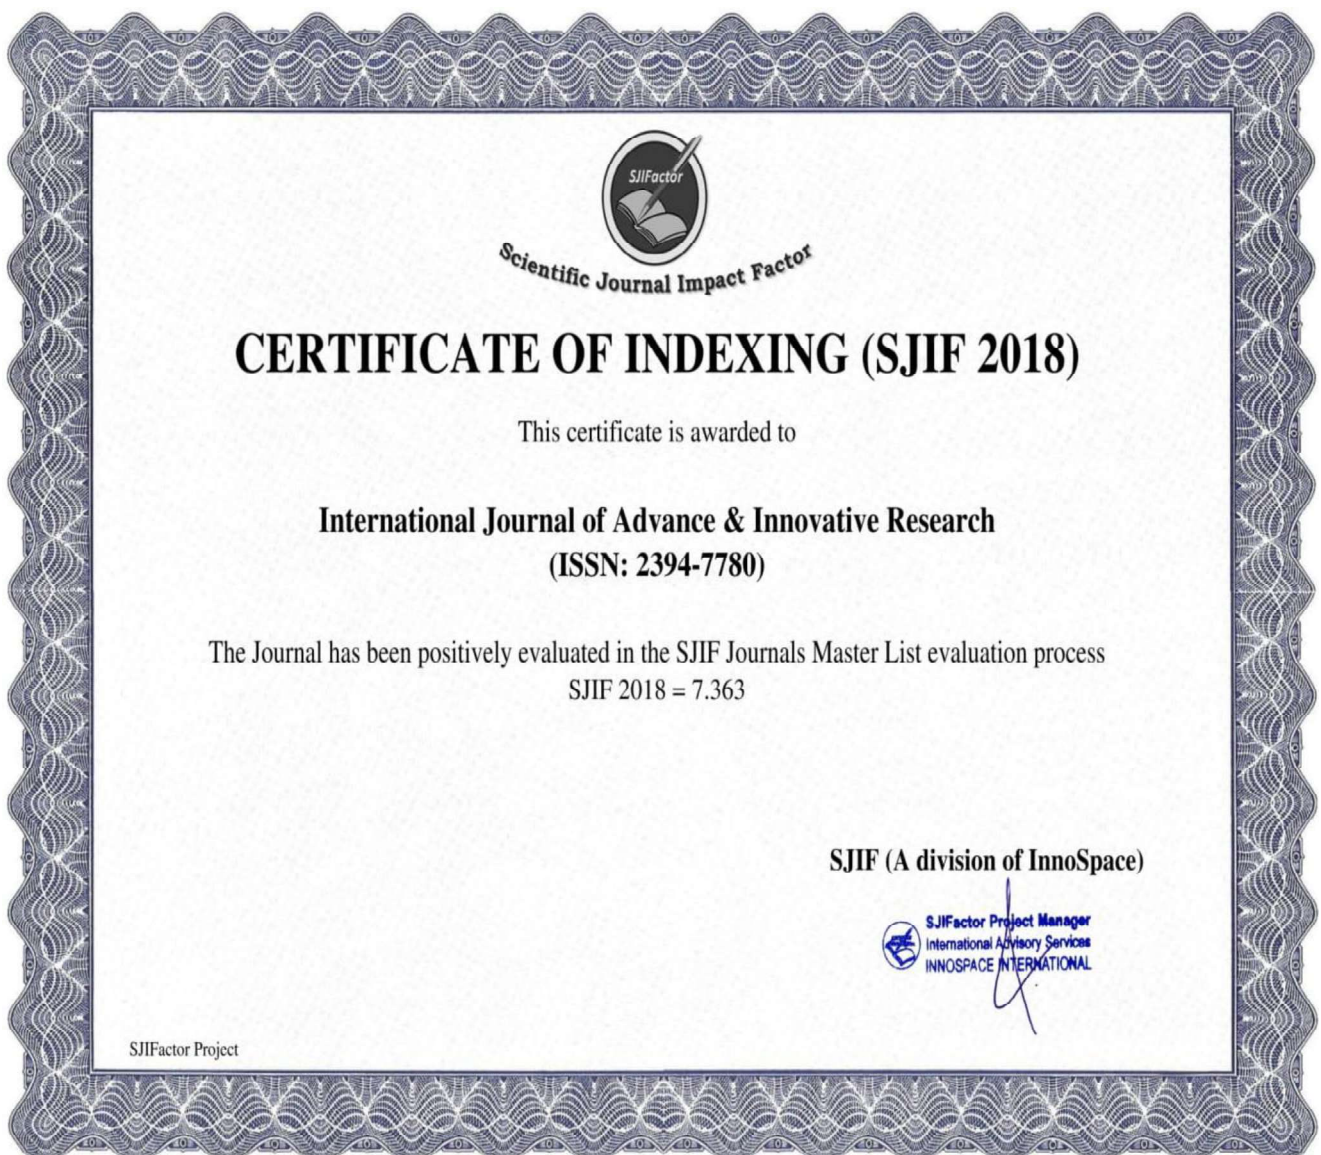 SJIFactor
Scientific Journal Impact Factor
CERTIFICATE OF INDEXING (SJIF 2018)
This certificate is awarded to
International Journal of Advance & Innovative Research
(ISSN: 2394-7780)
The Journal has been positively evaluated in the SJIF Journals Master List evaluation process
SJIF 2018 = 7.363
SJIF (A division of InnoSpace)
SJIFactor Project Manager
International Advisory Services
INNOSPACE INTERNATIONAL
SJIFactor Project